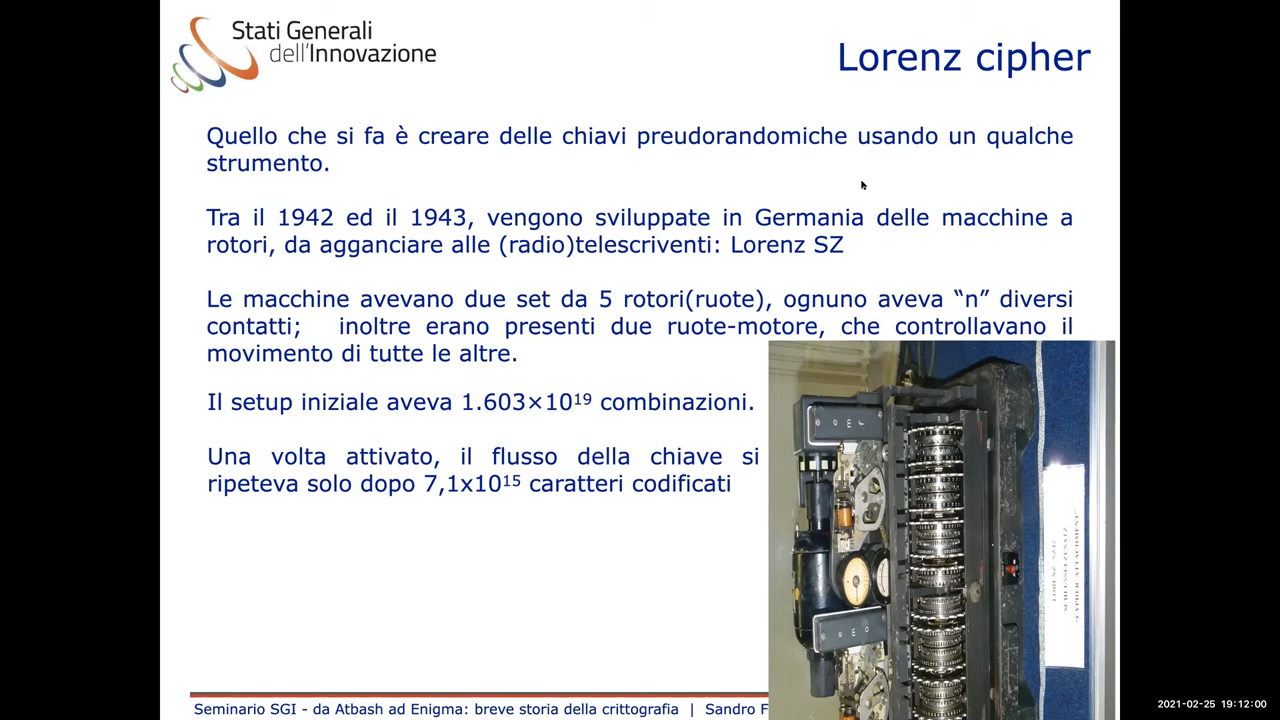 Stati Generali
dell'Innovazione
Lorenz cipher
Quello che si fa è creare delle chiavi preudorandomiche usando un qualche
strumento.
Tra il 1942 ed il 1943, vengono sviluppate in Germania delle macchine a
rotori, da agganciare alle (radio)telescriventi: Lorenz SZ
Le macchine avevano due set da 5 rotori(ruote), ognuno aveva “n” diversi
contatti; inoltre erano presenti due ruote-motore, che controllavano il
movimento di tutte le altre.
Il setup iniziale aveva 1.603×10¹⁹ combinazioni.
Una volta attivato, il flusso della chiave si
ripeteva solo dopo 7,1x10¹⁵ caratteri codificati
LORENZ SZ42
SCHLUSSELZUSATZ
"CYPHER ATTACHMENT"
Seminario SGI - da Atbash ad Enigma: breve storia della crittografia | Sandro F
2021-02-25 19:12:00